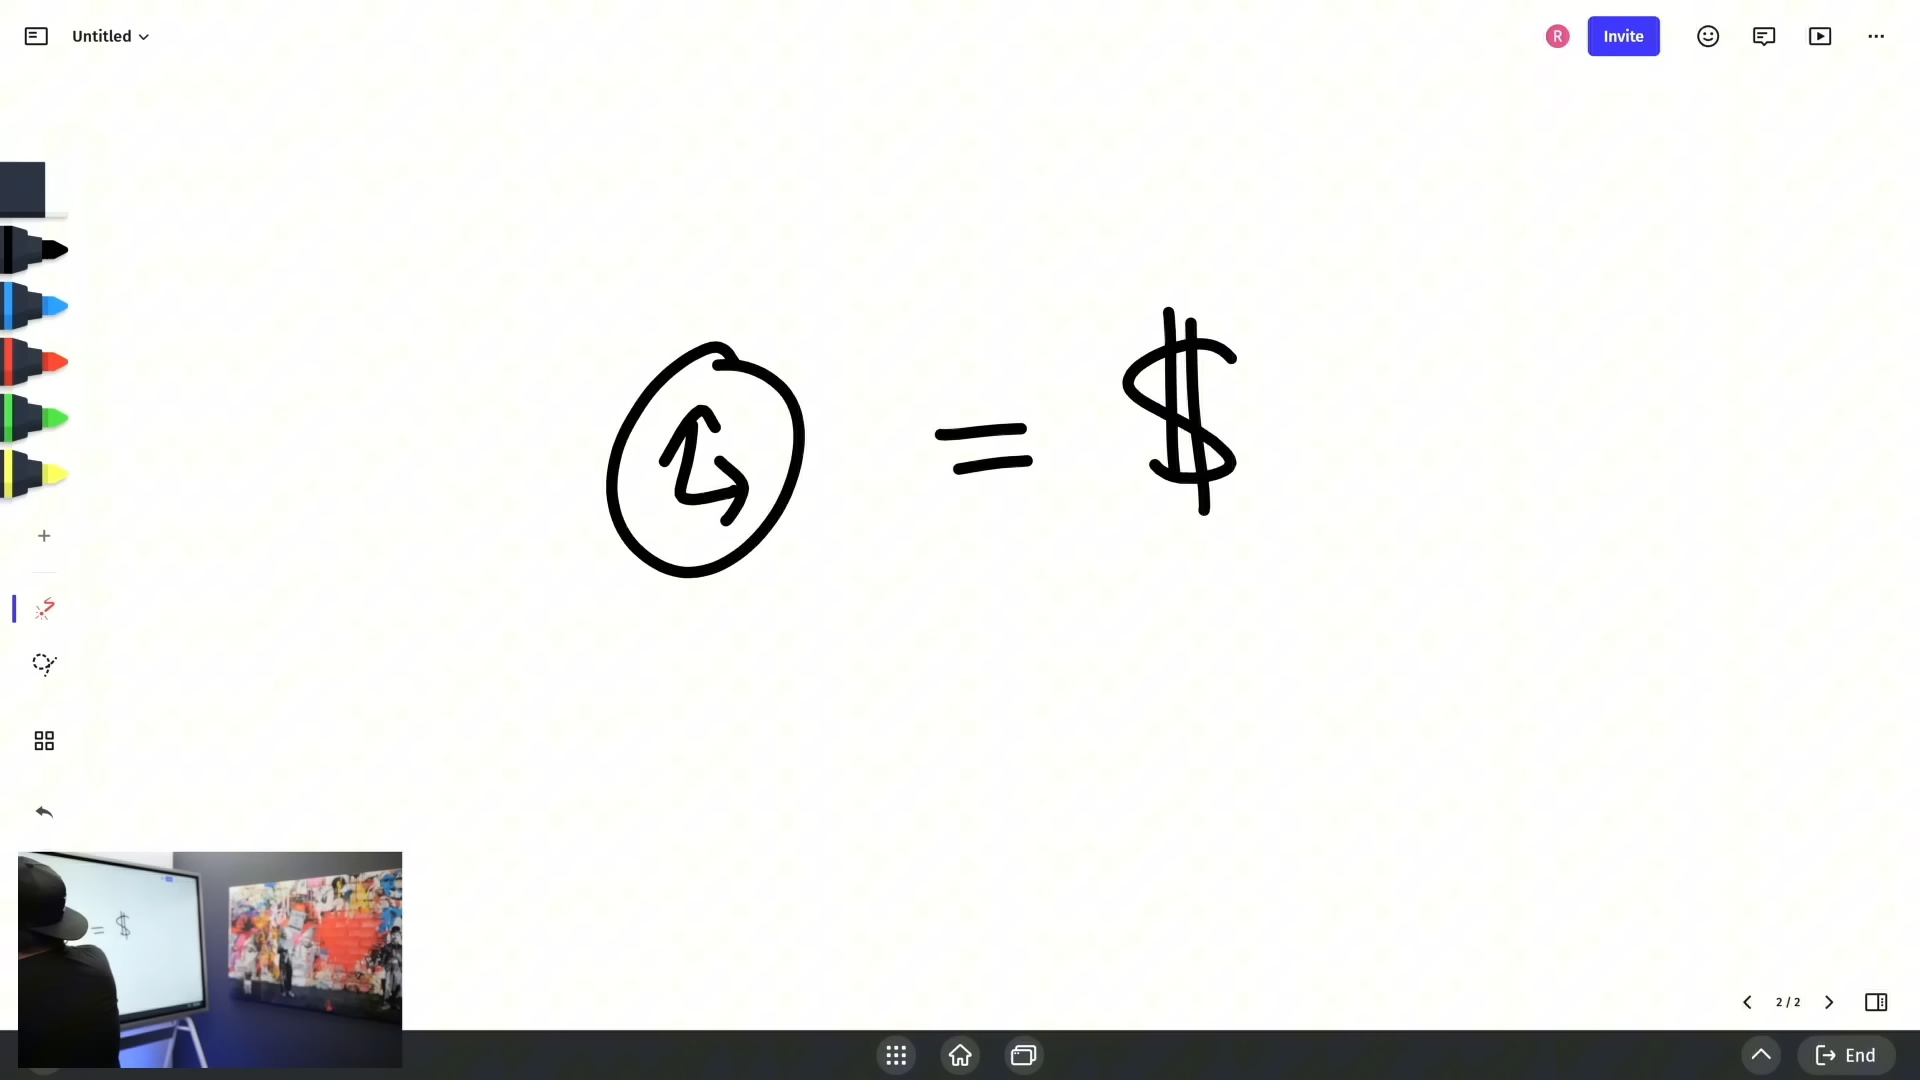 Untitled
R
Invite
= $
2 / 2
End
= $